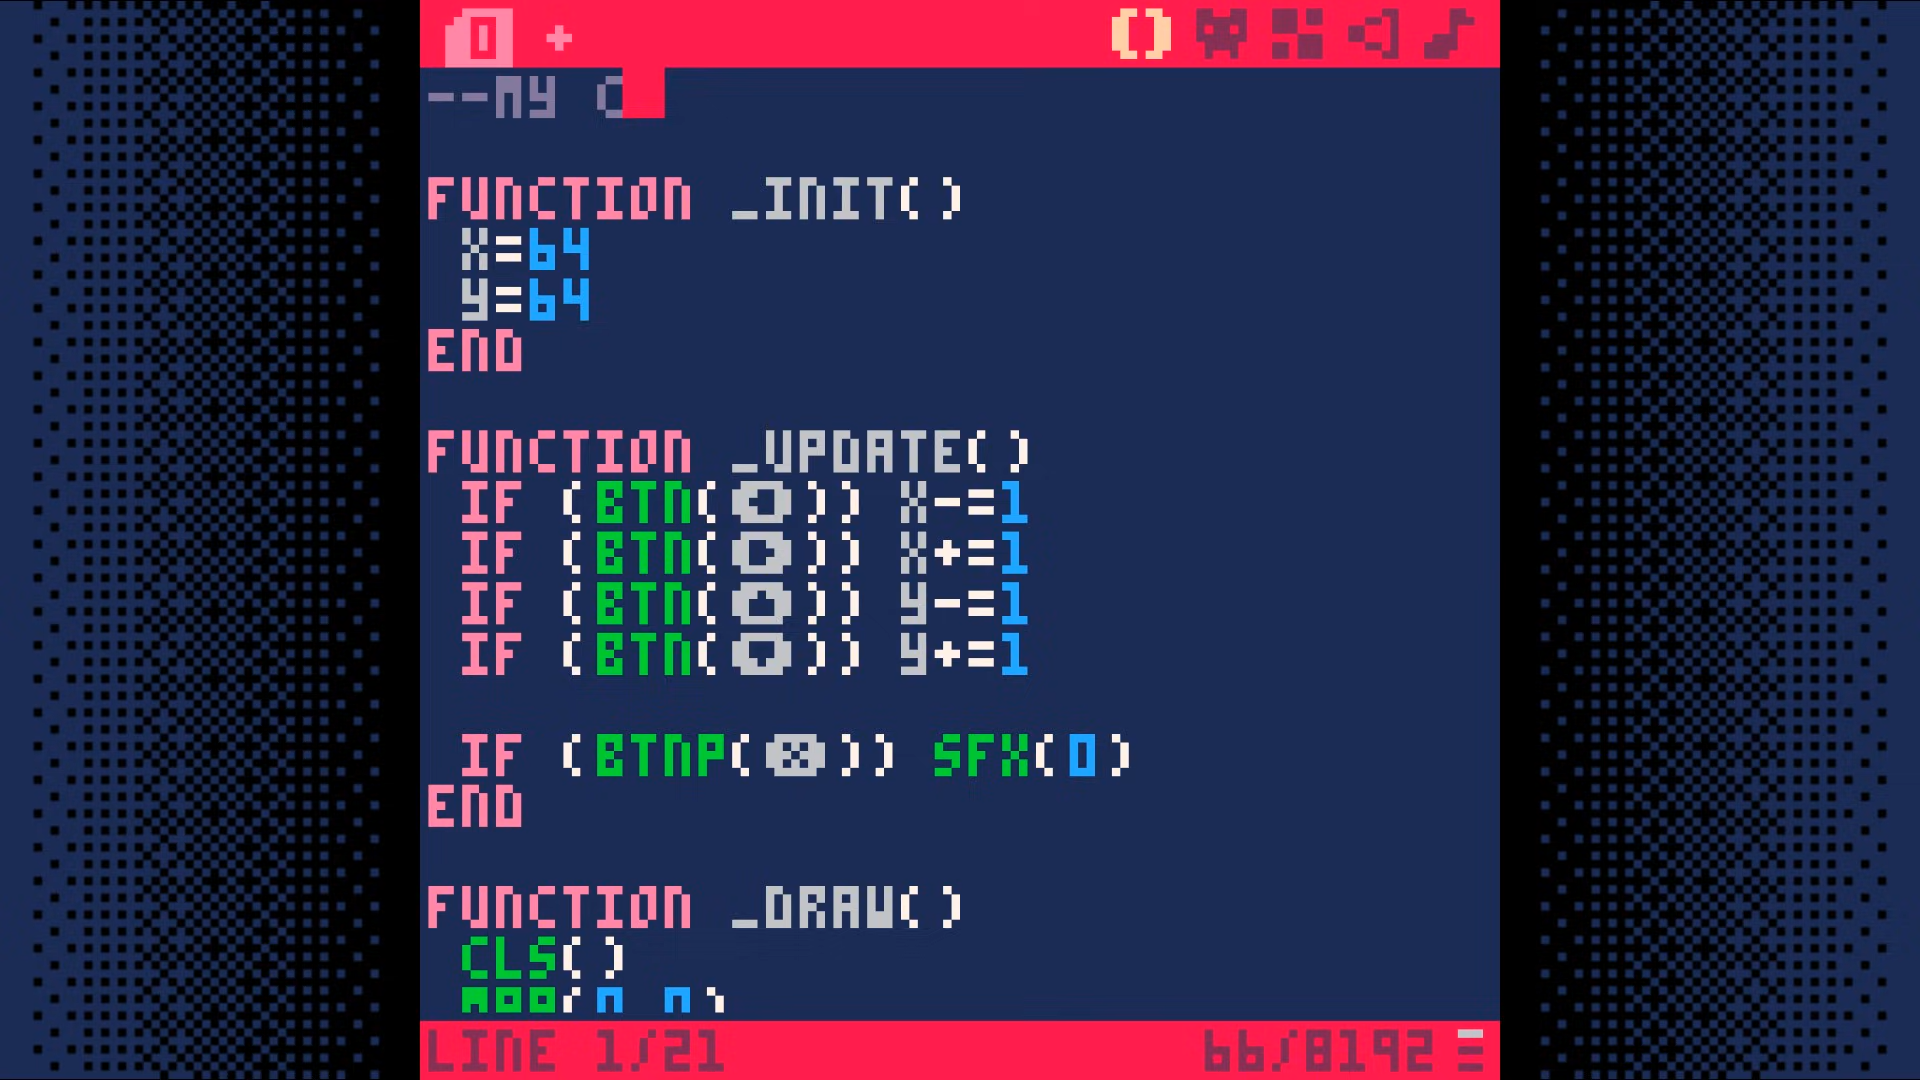 0 +
--MY C
FUNCTION _INIT()
X=64
Y=64
END
FUNCTION _UPDATE()
IF (BTN(⬅️)) X-=1
IF (BTN(➡️)) X+=1
IF (BTN(⬆️)) Y-=1
IF (BTN(⬇️)) Y+=1
IF (BTNP(❎)) SFX(0)
END
FUNCTION _DRAW()
CLS()
LINE 1/21
66/8192